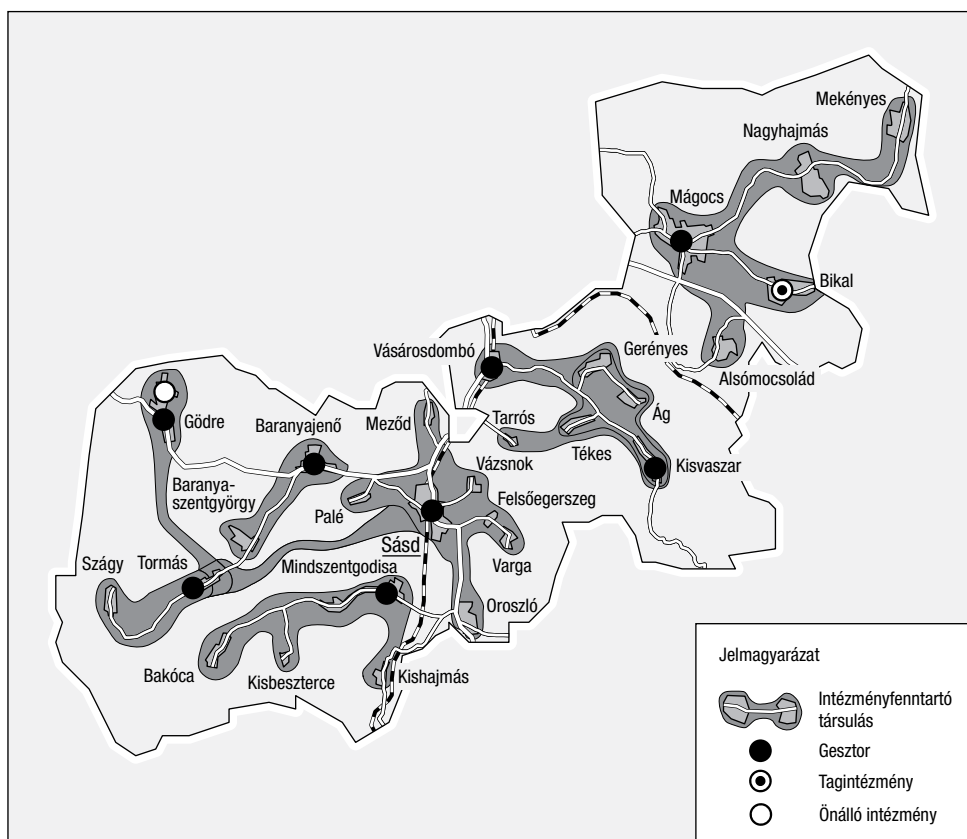 Mekényes
Nagyhajmás
Mágocs
Bikal
Gerényes
Alsómocsolád
Vásárosdombó
Ág
Tarrós
Tékes
Kisvaszar
Meződ
Vázsnok
Gödre
Baranyajenő
Baranya-
szentgyörgy
Palé
Felsőegerszeg
Sásd
Varga
Szágy
Tormás
Mindszentgodisa
Oroszló
Bakóca
Kisbeszterce
Kishajmás
Jelmagyarázat
Intézményfenntartó
társulás
Gesztor
Tagintézmény
Önálló intézmény